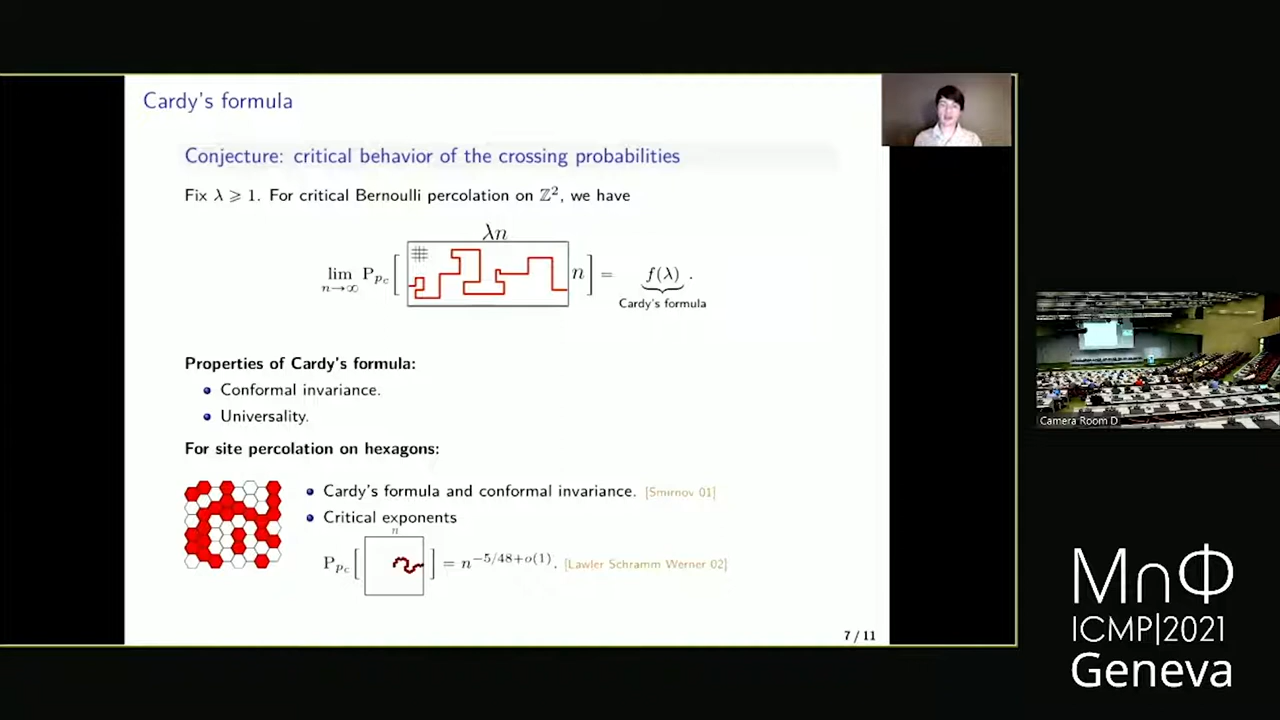 Cardy's formula
Conjecture: critical behavior of the crossing probabilities
Fix λ ⩾ 1. For critical Bernoulli percolation on ℤ², we have
λn
lim P_{p_c} [ n ] = f(λ) .
n→∞
Cardy's formula
Properties of Cardy's formula:
Conformal invariance.
Universality.
For site percolation on hexagons:
Cardy's formula and conformal invariance. [Smirnov 01]
Critical exponents
n
P_{p_c} [ ] = n^{-5/48+o(1)}. [Lawler Schramm Werner 02]
7 / 11
Camera Room D
M∩Φ
ICMP|2021
Geneva